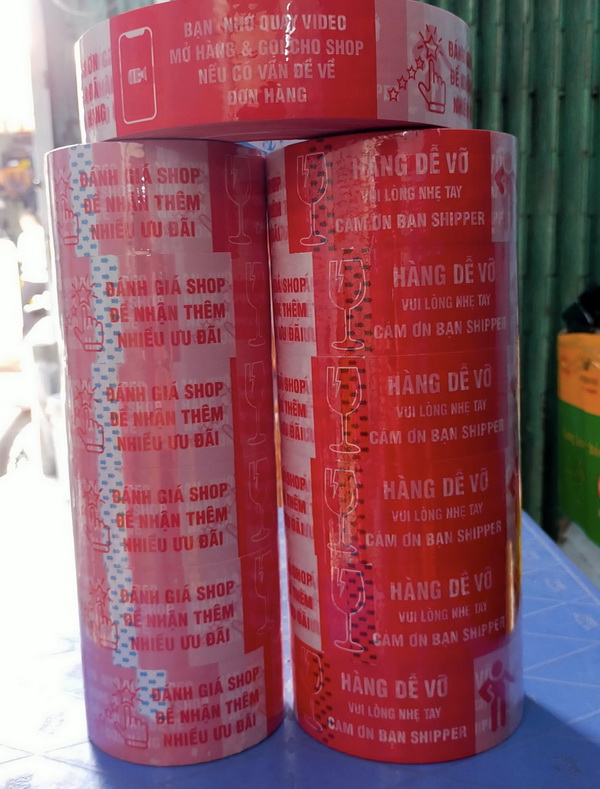 BẠN NHỚ QUAY VIDEO
MỞ HÀNG & GỌI CHO SHOP
NẾU CÓ VẤN ĐỀ VỀ
ĐƠN HÀNG
ĐÁNH GIÁ SHOP
ĐỂ NHẬN THÊM
NHIỀU ƯU ĐÃI
ĐÁNH GIÁ SHOP
ĐỂ NHẬN THÊM
NHIỀU ƯU ĐÃI
ĐÁNH GIÁ SHOP
ĐỂ NHẬN THÊM
NHIỀU ƯU ĐÃI
ĐÁNH GIÁ SHOP
ĐỂ NHẬN THÊM
NHIỀU ƯU ĐÃI
ĐÁNH GIÁ SHOP
ĐỂ NHẬN THÊM
NHIỀU ƯU ĐÃI
ĐÁNH GIÁ SHOP
ĐỂ NHẬN THÊM
NHIỀU ƯU ĐÃI
HÀNG DỄ VỠ
VUI LÒNG NHẸ TAY
CẢM ƠN BẠN SHIPPER
HÀNG DỄ VỠ
VUI LÒNG NHẸ TAY
CẢM ƠN BẠN SHIPPER
HÀNG DỄ VỠ
VUI LÒNG NHẸ TAY
CẢM ƠN BẠN SHIPPER
HÀNG DỄ VỠ
VUI LÒNG NHẸ TAY
CẢM ƠN BẠN SHIPPER
HÀNG DỄ VỠ
VUI LÒNG NHẸ TAY
CẢM ƠN BẠN SHIPPER
HÀNG DỄ VỠ
VUI LÒNG NHẸ TAY
CẢM ƠN BẠN SHIPPER